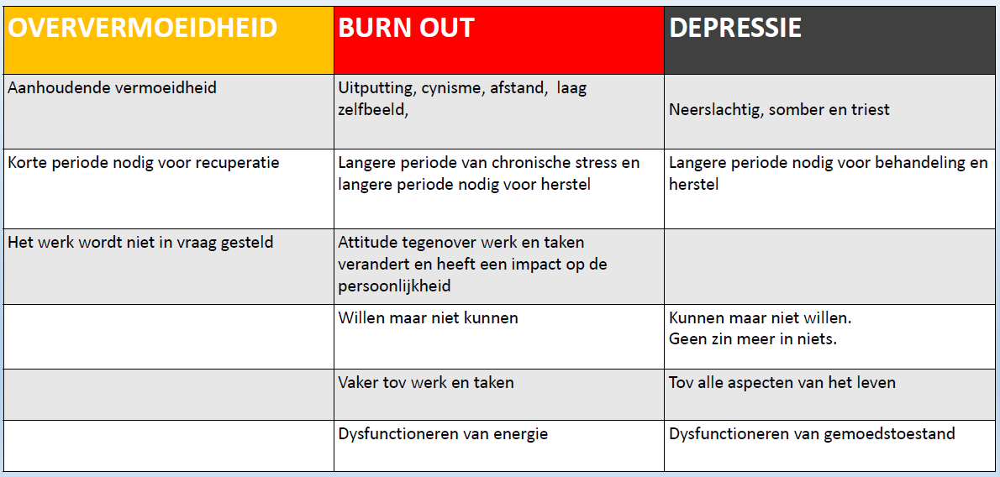 OVERVERMOEIDHEID
BURN OUT
DEPRESSIE
Aanhoudende vermoeidheid
Uitputting, cynisme, afstand, laag
zelfbeeld,
Neerslachtig, somber en triest
Korte periode nodig voor recuperatie
Langere periode van chronische stress en
langere periode nodig voor herstel
Langere periode nodig voor behandeling en
herstel
Het werk wordt niet in vraag gesteld
Attitude tegenover werk en taken
verandert en heeft een impact op de
persoonlijkheid
Willen maar niet kunnen
Kunnen maar niet willen.
Geen zin meer in niets.
Vaker tov werk en taken
Tov alle aspecten van het leven
Dysfunctioneren van energie
Dysfunctioneren van gemoedstoestand